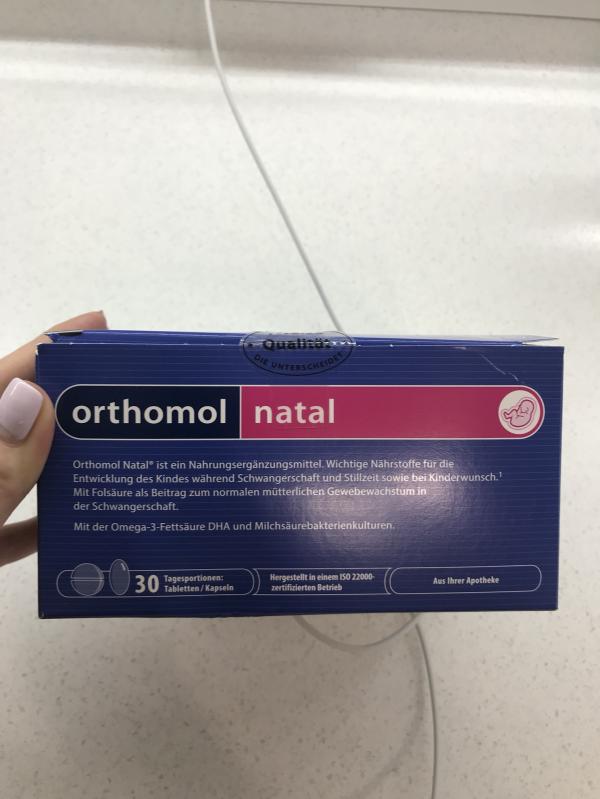 Qualität
DIE UNTERSCHEIDET
orthomol natal
Orthomol Natal® ist ein Nahrungsergänzungsmittel. Wichtige Nährstoffe für die
Entwicklung des Kindes während Schwangerschaft und Stillzeit sowie bei Kinderwunsch.¹
Mit Folsäure als Beitrag zum normalen mütterlichen Gewebewachstum in
der Schwangerschaft.
Mit der Omega-3-Fettsäure DHA und Milchsäurebakterienkulturen.
30 Tagesportionen:
Tabletten / Kapseln
Hergestellt in einem ISO 22000-
zertifizierten Betrieb
Aus Ihrer Apotheke